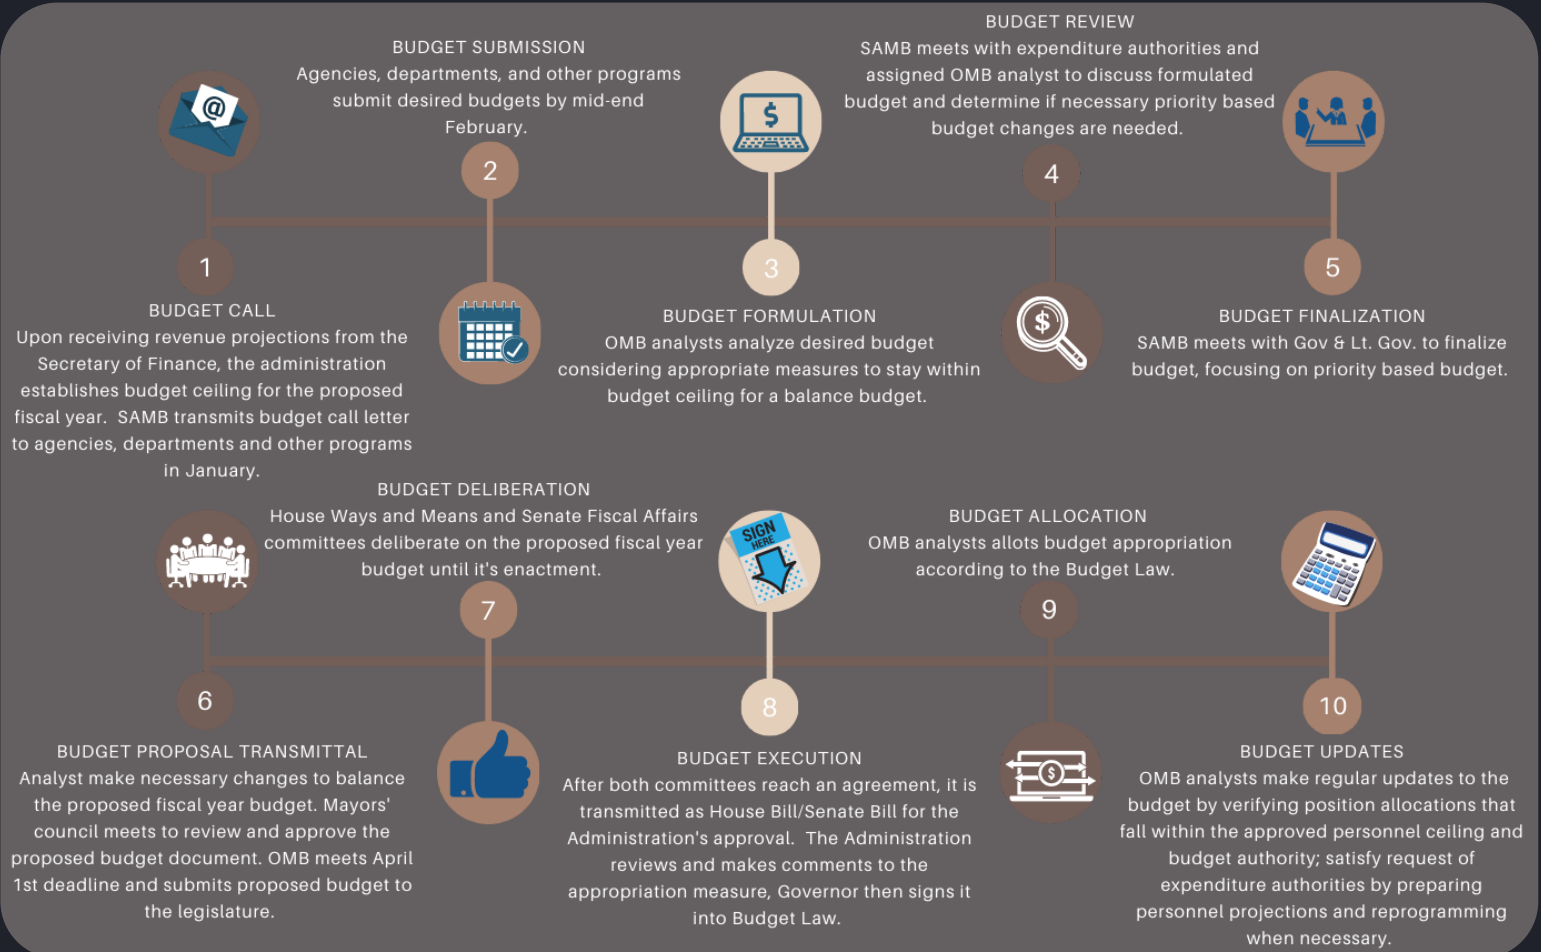 1
BUDGET CALL
Upon receiving revenue projections from the
Secretary of Finance, the administration
establishes budget ceiling for the proposed
fiscal year.  SAMB transmits budget call letter
to agencies, departments and other programs
in January.
BUDGET SUBMISSION
Agencies, departments, and other programs
submit desired budgets by mid-end
February.
2
$
3
BUDGET FORMULATION
OMB analysts analyze desired budget
considering appropriate measures to stay within
budget ceiling for a balance budget.
BUDGET REVIEW
SAMB meets with expenditure authorities and
assigned OMB analyst to discuss formulated
budget and determine if necessary priority based
budget changes are needed.
4
$
5
BUDGET FINALIZATION
SAMB meets with Gov & Lt. Gov. to finalize
budget, focusing on priority based budget.
6
BUDGET PROPOSAL TRANSMITTAL
Analyst make necessary changes to balance
the proposed fiscal year budget. Mayors'
council meets to review and approve the
proposed budget document. OMB meets April
1st deadline and submits proposed budget to
the legislature.
BUDGET DELIBERATION
House Ways and Means and Senate Fiscal Affairs
committees deliberate on the proposed fiscal year
budget until it's enactment.
7
SIGN
HERE
8
BUDGET EXECUTION
After both committees reach an agreement, it is
transmitted as House Bill/Senate Bill for the
Administration's approval.  The Administration
reviews and makes comments to the
appropriation measure, Governor then signs it
into Budget Law.
BUDGET ALLOCATION
OMB analysts allots budget appropriation
according to the Budget Law.
9
$
10
BUDGET UPDATES
OMB analysts make regular updates to the
budget by verifying position allocations that
fall within the approved personnel ceiling and
budget authority; satisfy request of
expenditure authorities by preparing
personnel projections and reprogramming
when necessary.